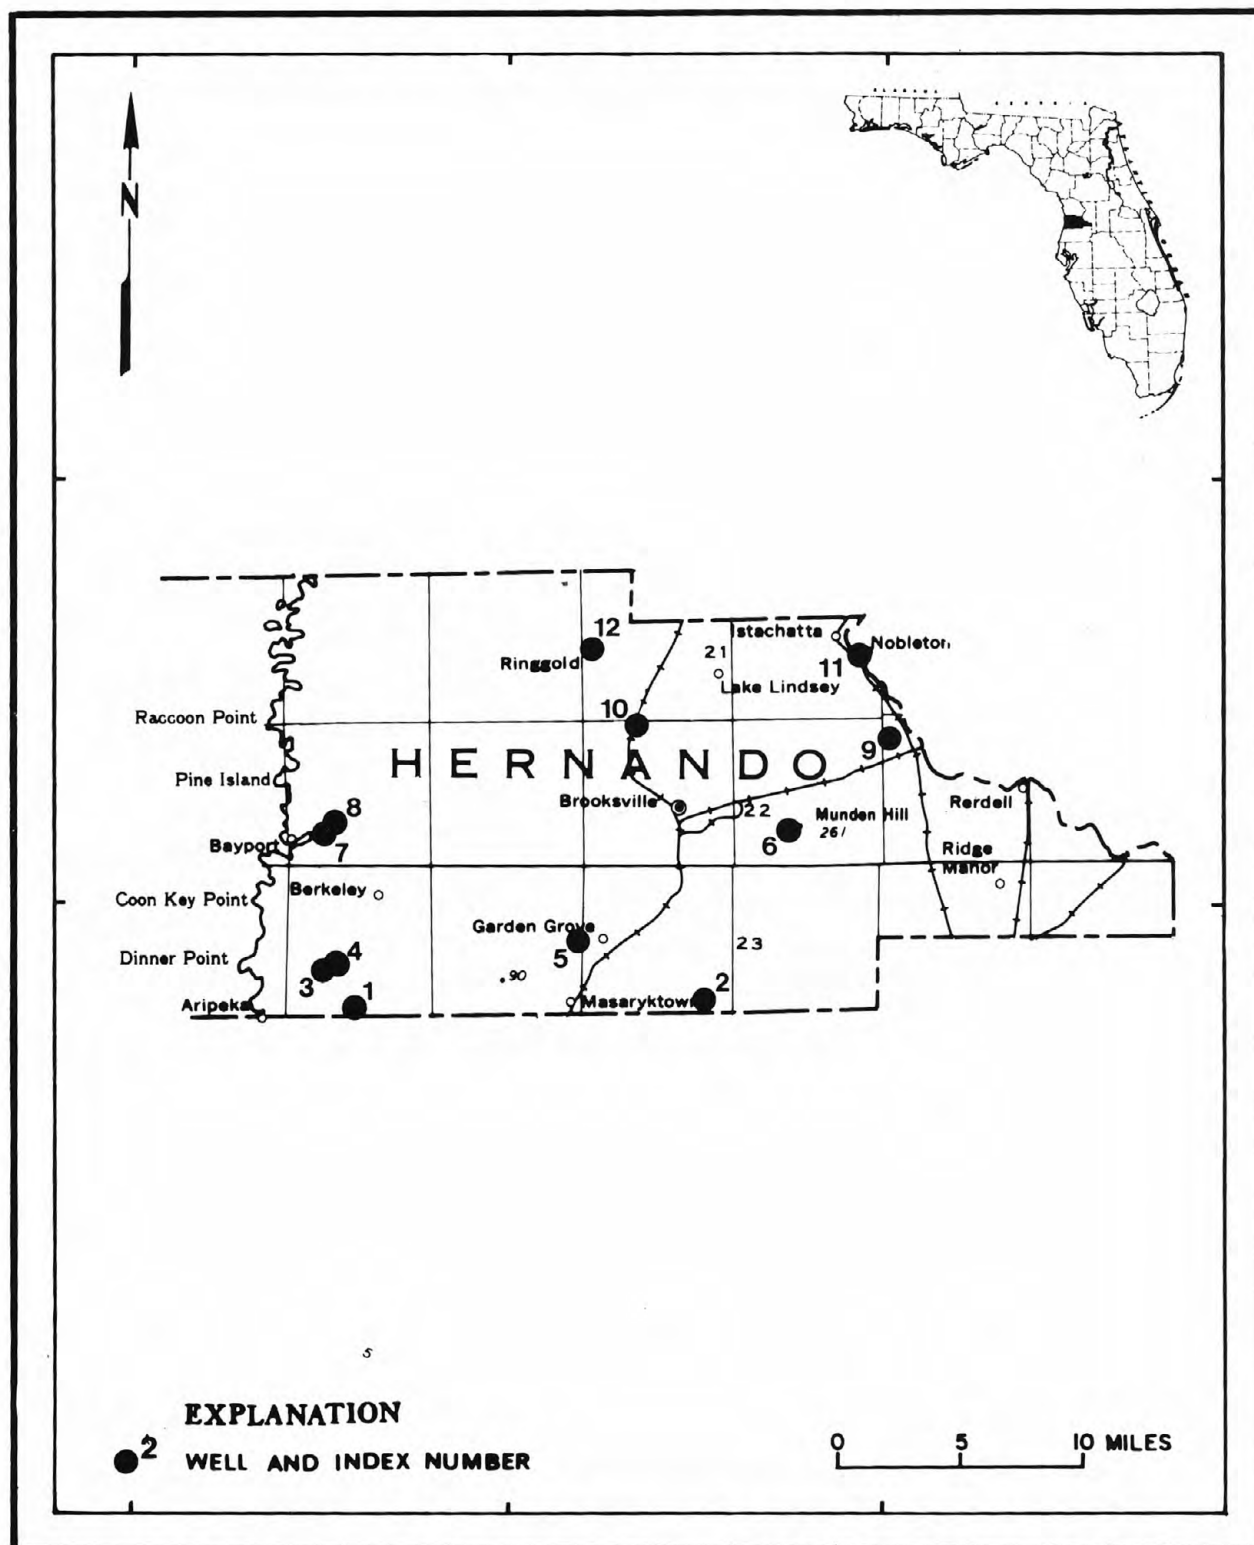 N
12
Istachatta
Nobleton
21
Ringgold
11
Lake Lindsey
10
Raccoon Point
9
HERNANDO
Pine Island
Rerdell
Brooksville
22
8
Munden Hill
261
6
Bayport
7
Ridge
Manor
Berkeley
Coon Key Point
Garden Grove
23
5
4
Dinner Point
.90
3
2
1
Aripeka
Masaryktown
5
EXPLANATION
2
WELL AND INDEX NUMBER
0 5 10 MILES